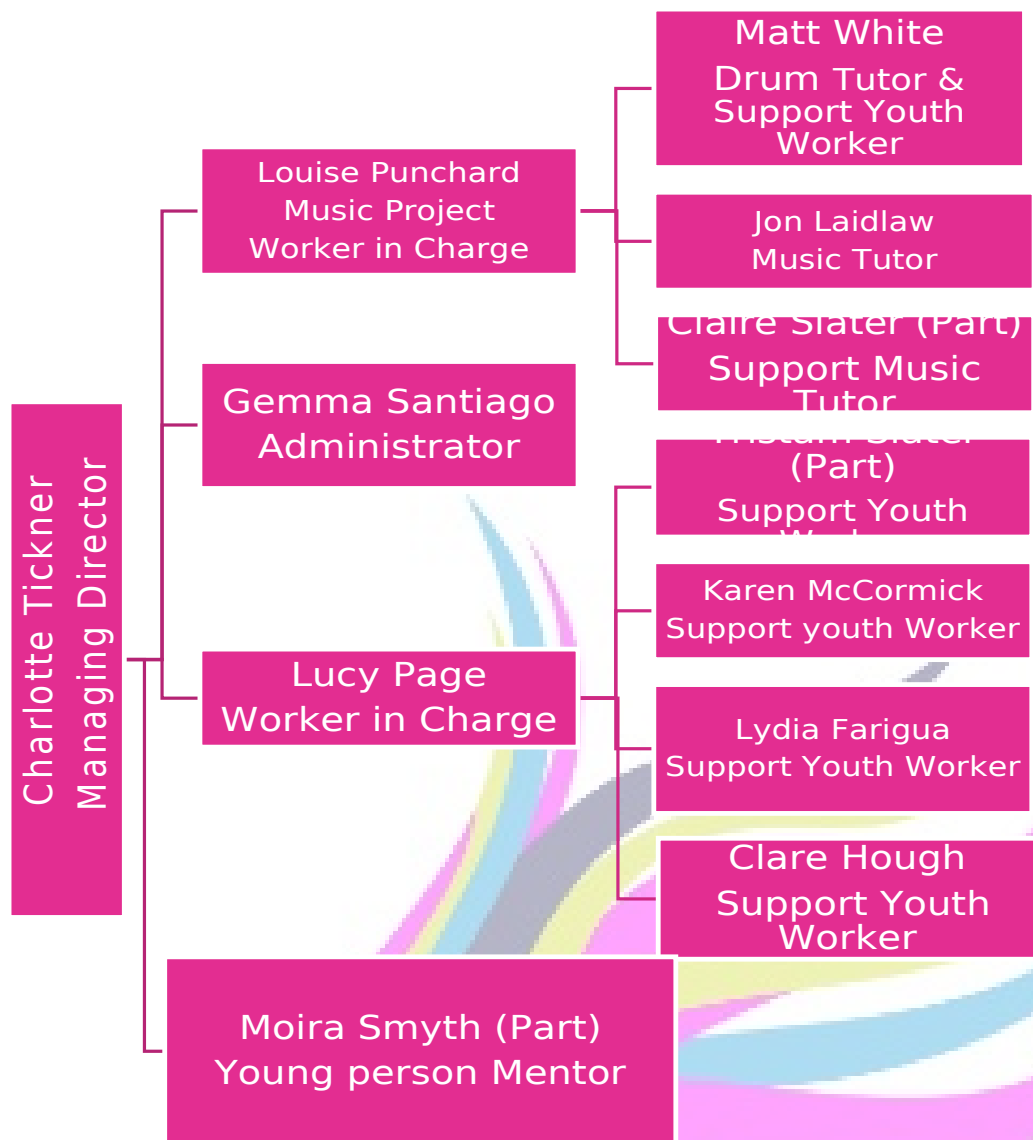 Charlotte Tickner
Managing Director
Louise Punchard
Music Project
Worker in Charge
Matt White
Drum Tutor &
Support Youth
Worker
Jon Laidlaw
Music Tutor
Claire Slater (Part)
Support Music
Tutor
Gemma Santiago
Administrator
Lucy Page
Worker in Charge
Slater
(Part)
Support Youth
Karen McCormick
Support youth Worker
Lydia Farigua
Support Youth Worker
Clare Hough
Support Youth
Worker
Moira Smyth (Part)
Young person Mentor